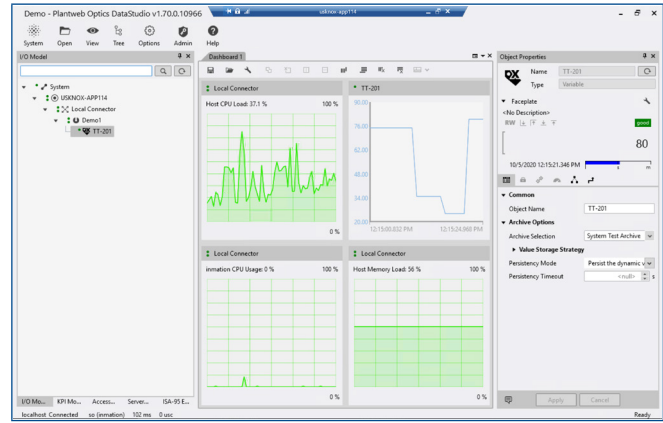 Demo - Plantweb Optics DataStudio v1.70.0.10966
usknox-app114
System Open View Tree Options Admin Help
I/O Model
System
USKNOX-APP114
Local Connector
Demo1
TT-201
I/O Mo... KPI Mo... Access... Server... ISA-95 E...
Dashboard 1
Local Connector
Host CPU Load: 37.1 % 100 %
0 %
TT-201
90.00
76.00
62.00
48.00
34.00
20.00
12:15:00.832 PM 12:15:24.968 PM
Local Connector
inmation CPU Usage: 0 % 100 %
0 %
Local Connector
Host Memory Load: 56 % 100 %
0 %
Object Properties
Name TT-201
Type Variable
Faceplate
<No Description>
RW good
80
10/5/2020 12:15:21.346 PM s m
Common
Object Name TT-201
Archive Options
Archive Selection System Test Archive
Value Storage Strategy
Persistency Mode Persist the dynamic v
Persistency Timeout <null> s
Apply Cancel
localhost Connected so (inmation) 102 ms 0 usc
Ready